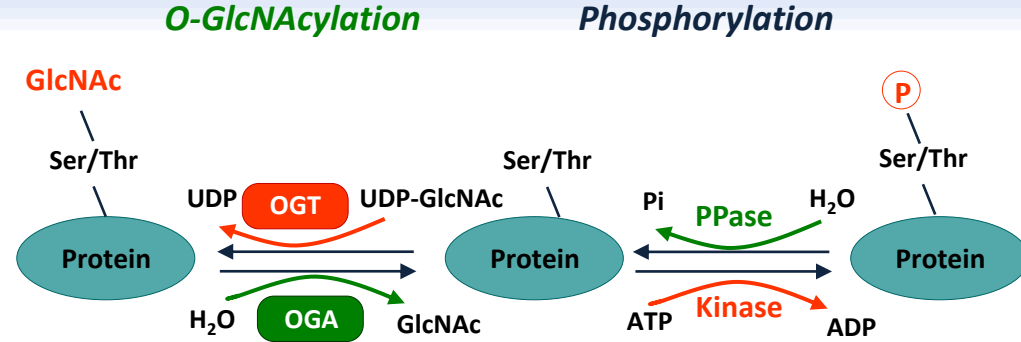 O-GlcNAcylation
Phosphorylation
GlcNAc
P
Ser/Thr
Ser/Thr
Ser/Thr
UDP
OGT
UDP-GlcNAc
Pi
PPase
H₂O
Protein
Protein
Protein
H₂O
OGA
GlcNAc
ATP
Kinase
ADP